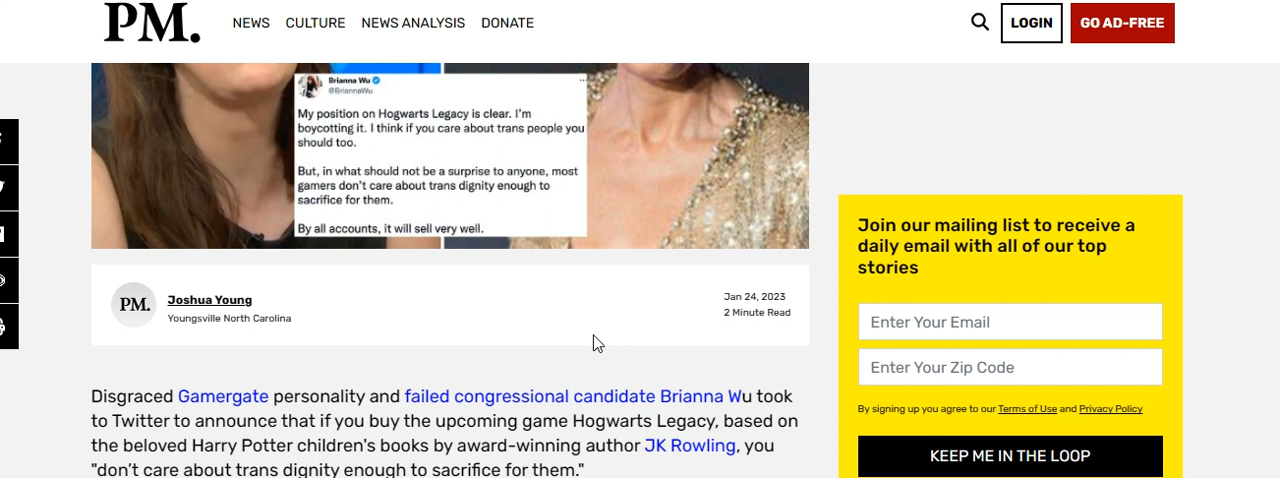 PM.
NEWS CULTURE NEWS ANALYSIS DONATE
LOGIN
GO AD-FREE
Brianna Wu
@BriannaWu
My position on Hogwarts Legacy is clear. I'm
boycotting it. I think if you care about trans people you
should too.
But, in what should not be a surprise to anyone, most
gamers don't care about trans dignity enough to
sacrifice for them.
By all accounts, it will sell very well.
PM.
Joshua Young
Youngsville North Carolina
Jan 24, 2023
2 Minute Read
Disgraced Gamergate personality and failed congressional candidate Brianna Wu took
to Twitter to announce that if you buy the upcoming game Hogwarts Legacy, based on
the beloved Harry Potter children's books by award-winning author JK Rowling, you
"don't care about trans dignity enough to sacrifice for them."
Join our mailing list to receive a
daily email with all of our top
stories
Enter Your Email
Enter Your Zip Code
By signing up you agree to our Terms of Use and Privacy Policy
KEEP ME IN THE LOOP